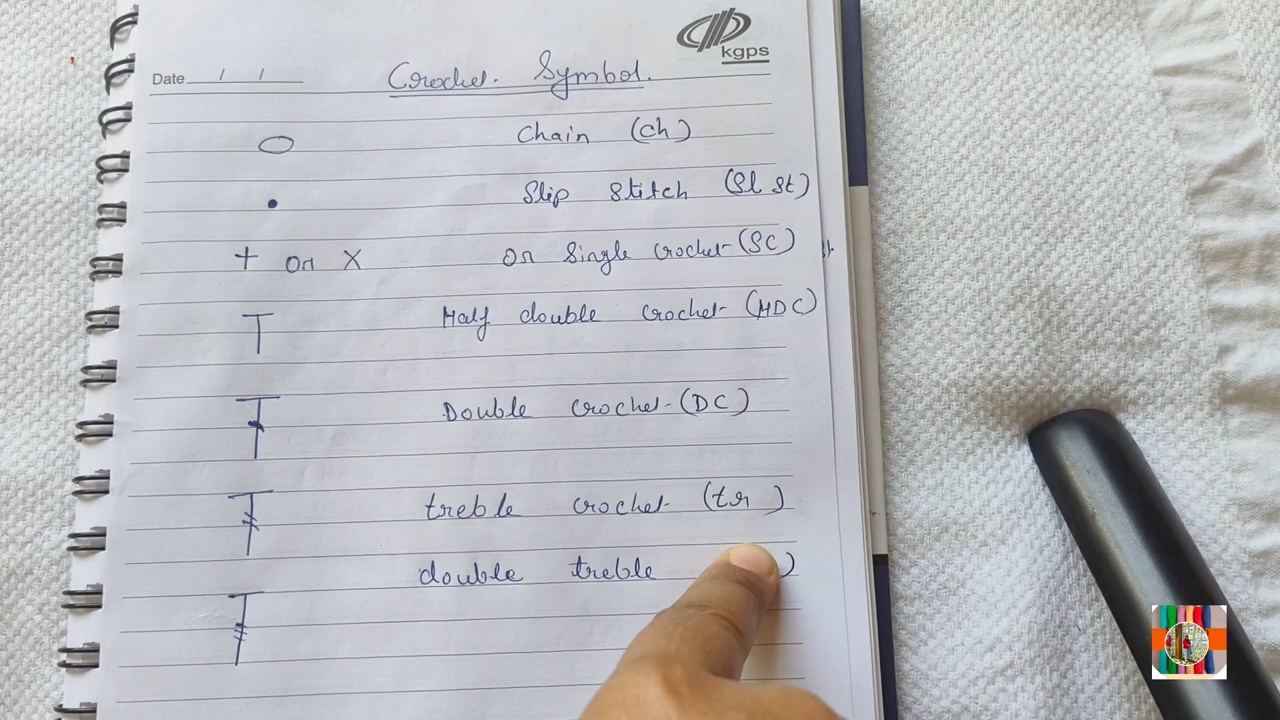 kgps
Date / /
Crochet Symbol.
Chain (ch)
Slip Stitch (Sl St)
+ or X or Single crochet (SC)
Half double crochet (HDC)
Double crochet (DC)
treble crochet (tr)
double treble )